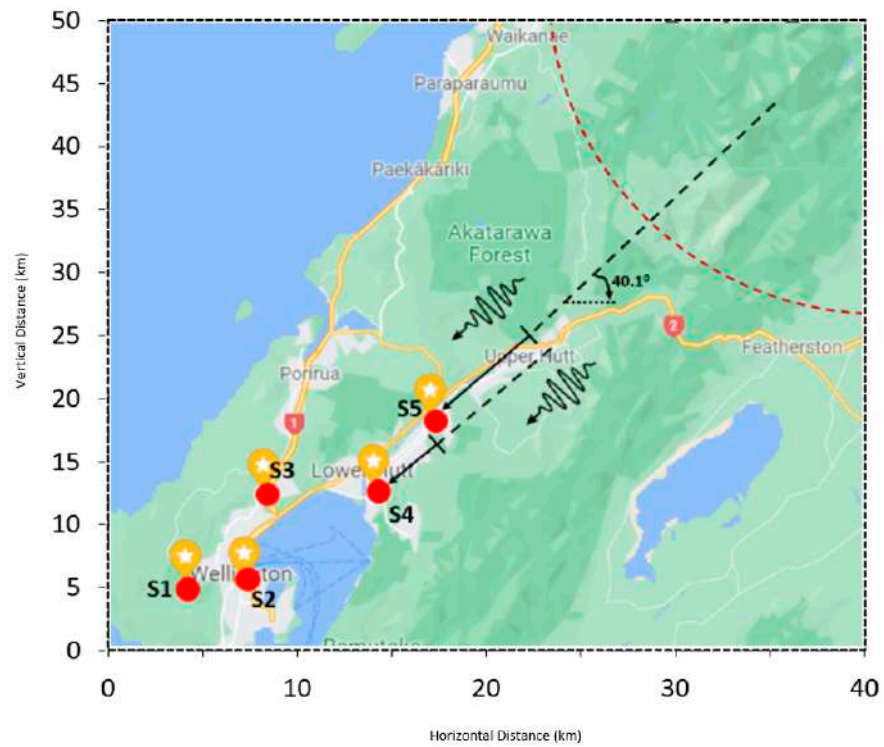 50
45
40
35
30
25
20
15
10
5
0
Vertical Distance (km)
Waikanae
Paraparaumu
Paekākāriki
Akatarawa
Forest
40.1⁰
2
Upper Hutt
Featherston
Porirua
S5
1
S3
Lower Hutt
S4
Wellington
S1
S2
0
10
20
30
40
Horizontal Distance (km)